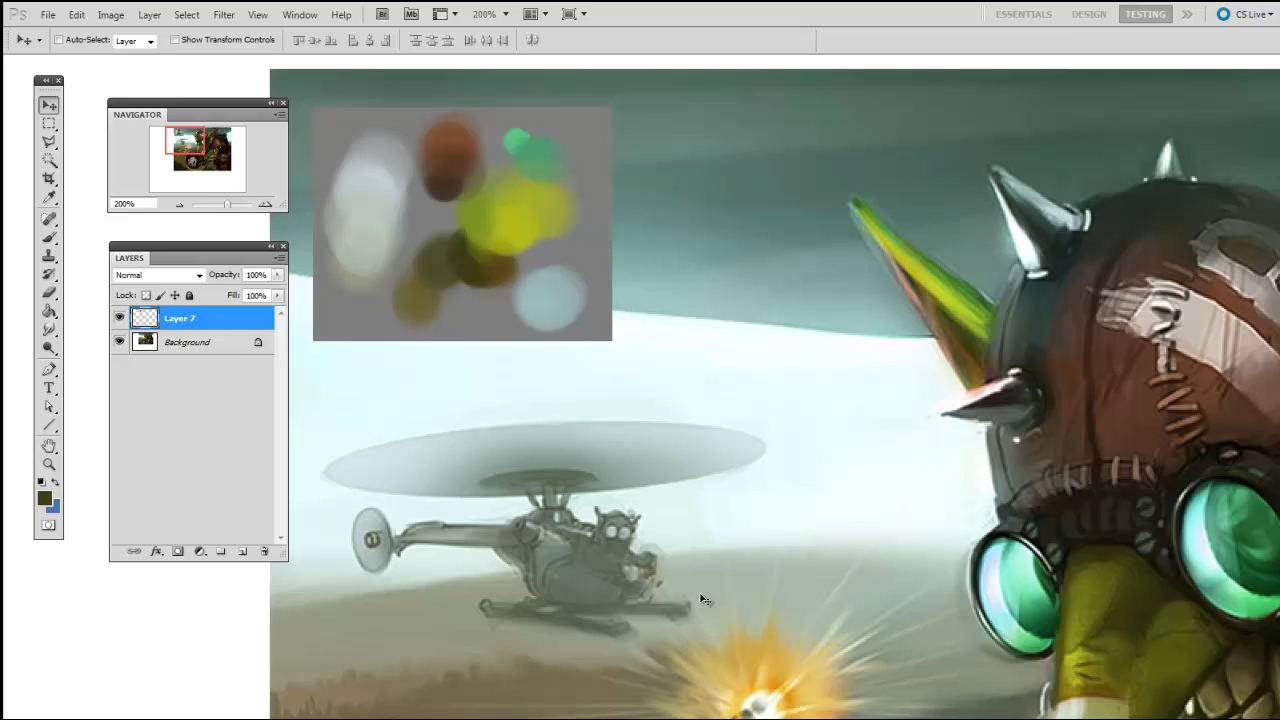 Ps File Edit Image Layer Select Filter View Window Help Br Mb 200% ESSENTIALS DESIGN TESTING CS Live
Auto-Select: Layer Show Transform Controls
NAVIGATOR
200%
LAYERS
Normal Opacity: 100%
Lock: Fill: 100%
Layer 7
Background